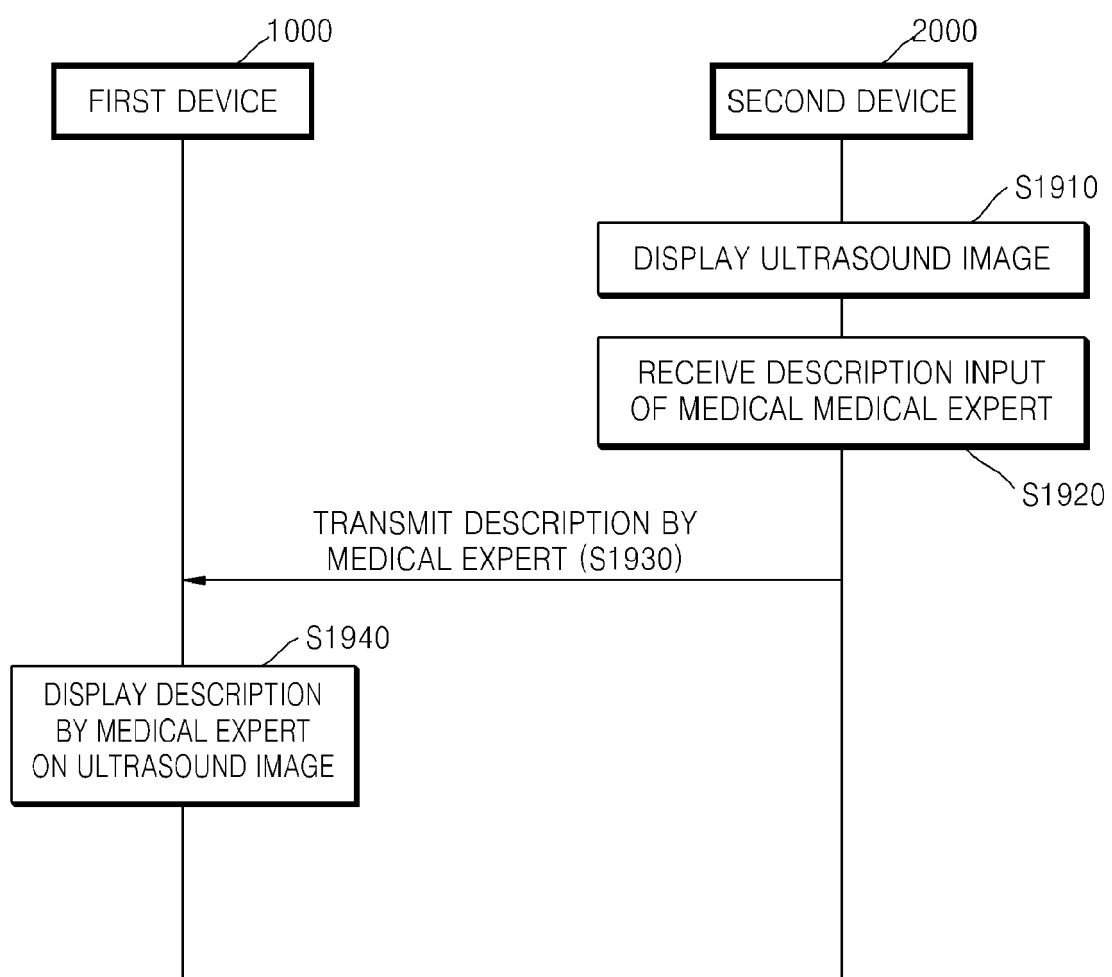 1000
2000
FIRST DEVICE
SECOND DEVICE
S1910
DISPLAY ULTRASOUND IMAGE
RECEIVE DESCRIPTION INPUT
OF MEDICAL MEDICAL EXPERT
S1920
TRANSMIT DESCRIPTION BY
MEDICAL EXPERT (S1930)
S1940
DISPLAY DESCRIPTION
BY MEDICAL EXPERT
ON ULTRASOUND IMAGE